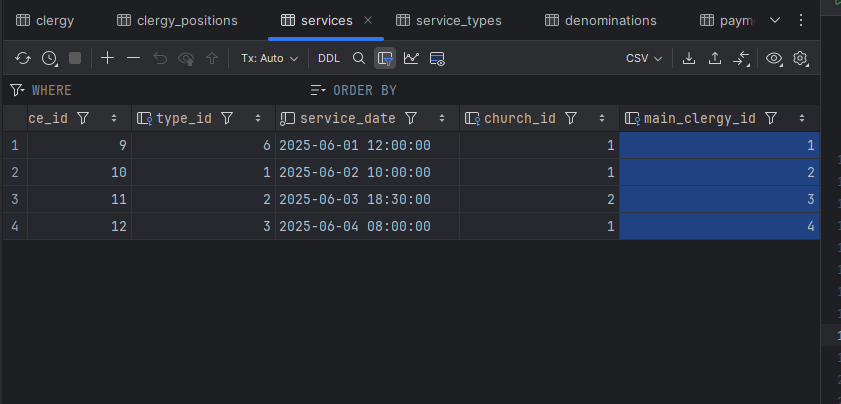 clergy clergy_positions services service_types denominations paym
Tx: Auto DDL CSV
WHERE ORDER BY
ce_id type_id service_date church_id main_clergy_id
1 9 6 2025-06-01 12:00:00 1 1
2 10 1 2025-06-02 10:00:00 1 2
3 11 2 2025-06-03 18:30:00 2 3
4 12 3 2025-06-04 08:00:00 1 4